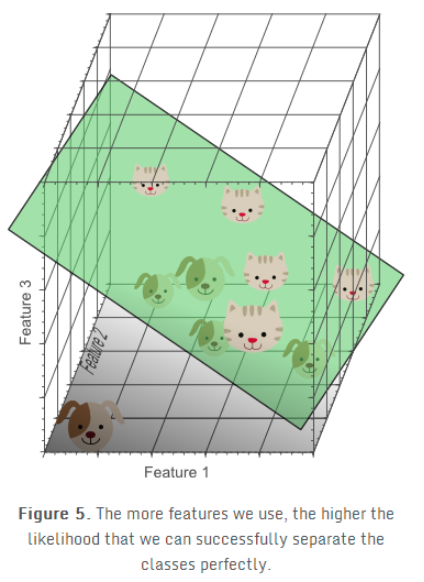 Feature 3
Feature 2
Feature 1
Figure 5. The more features we use, the higher the
likelihood that we can successfully separate the
classes perfectly.